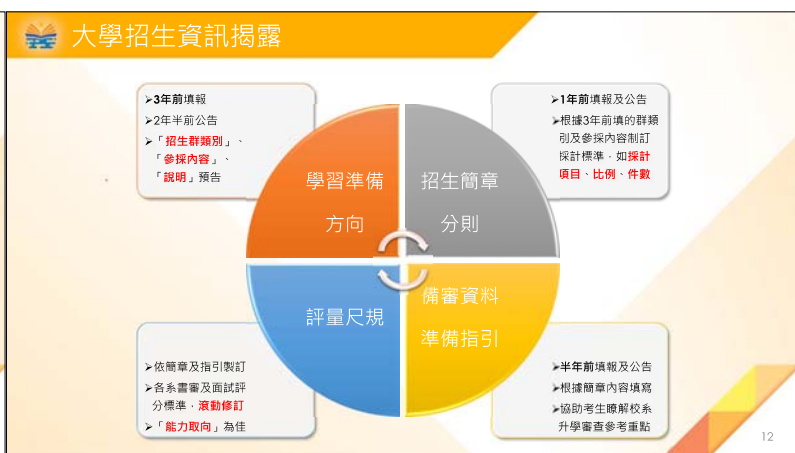 大學招生資訊揭露
➢3年前填報
➢2年半前公告
➢「招生群類別」、
「參採內容」、
「說明」預告
➢1年前填報及公告
➢根據3年前填的群類
引及參採內容制訂
採計標準，如採計
項目、比例、件數
學習準備
方向
招生簡章
分則
評量尺規
備審資料
準備指引
➢依簡章及指引製訂
➢各系書審及面試評
分標準，滾動修訂
➢「能力取向」為佳
➢半年前填報及公告
➢根據簡章內容填寫
➢協助考生瞭解校系
升學審查參考重點
12